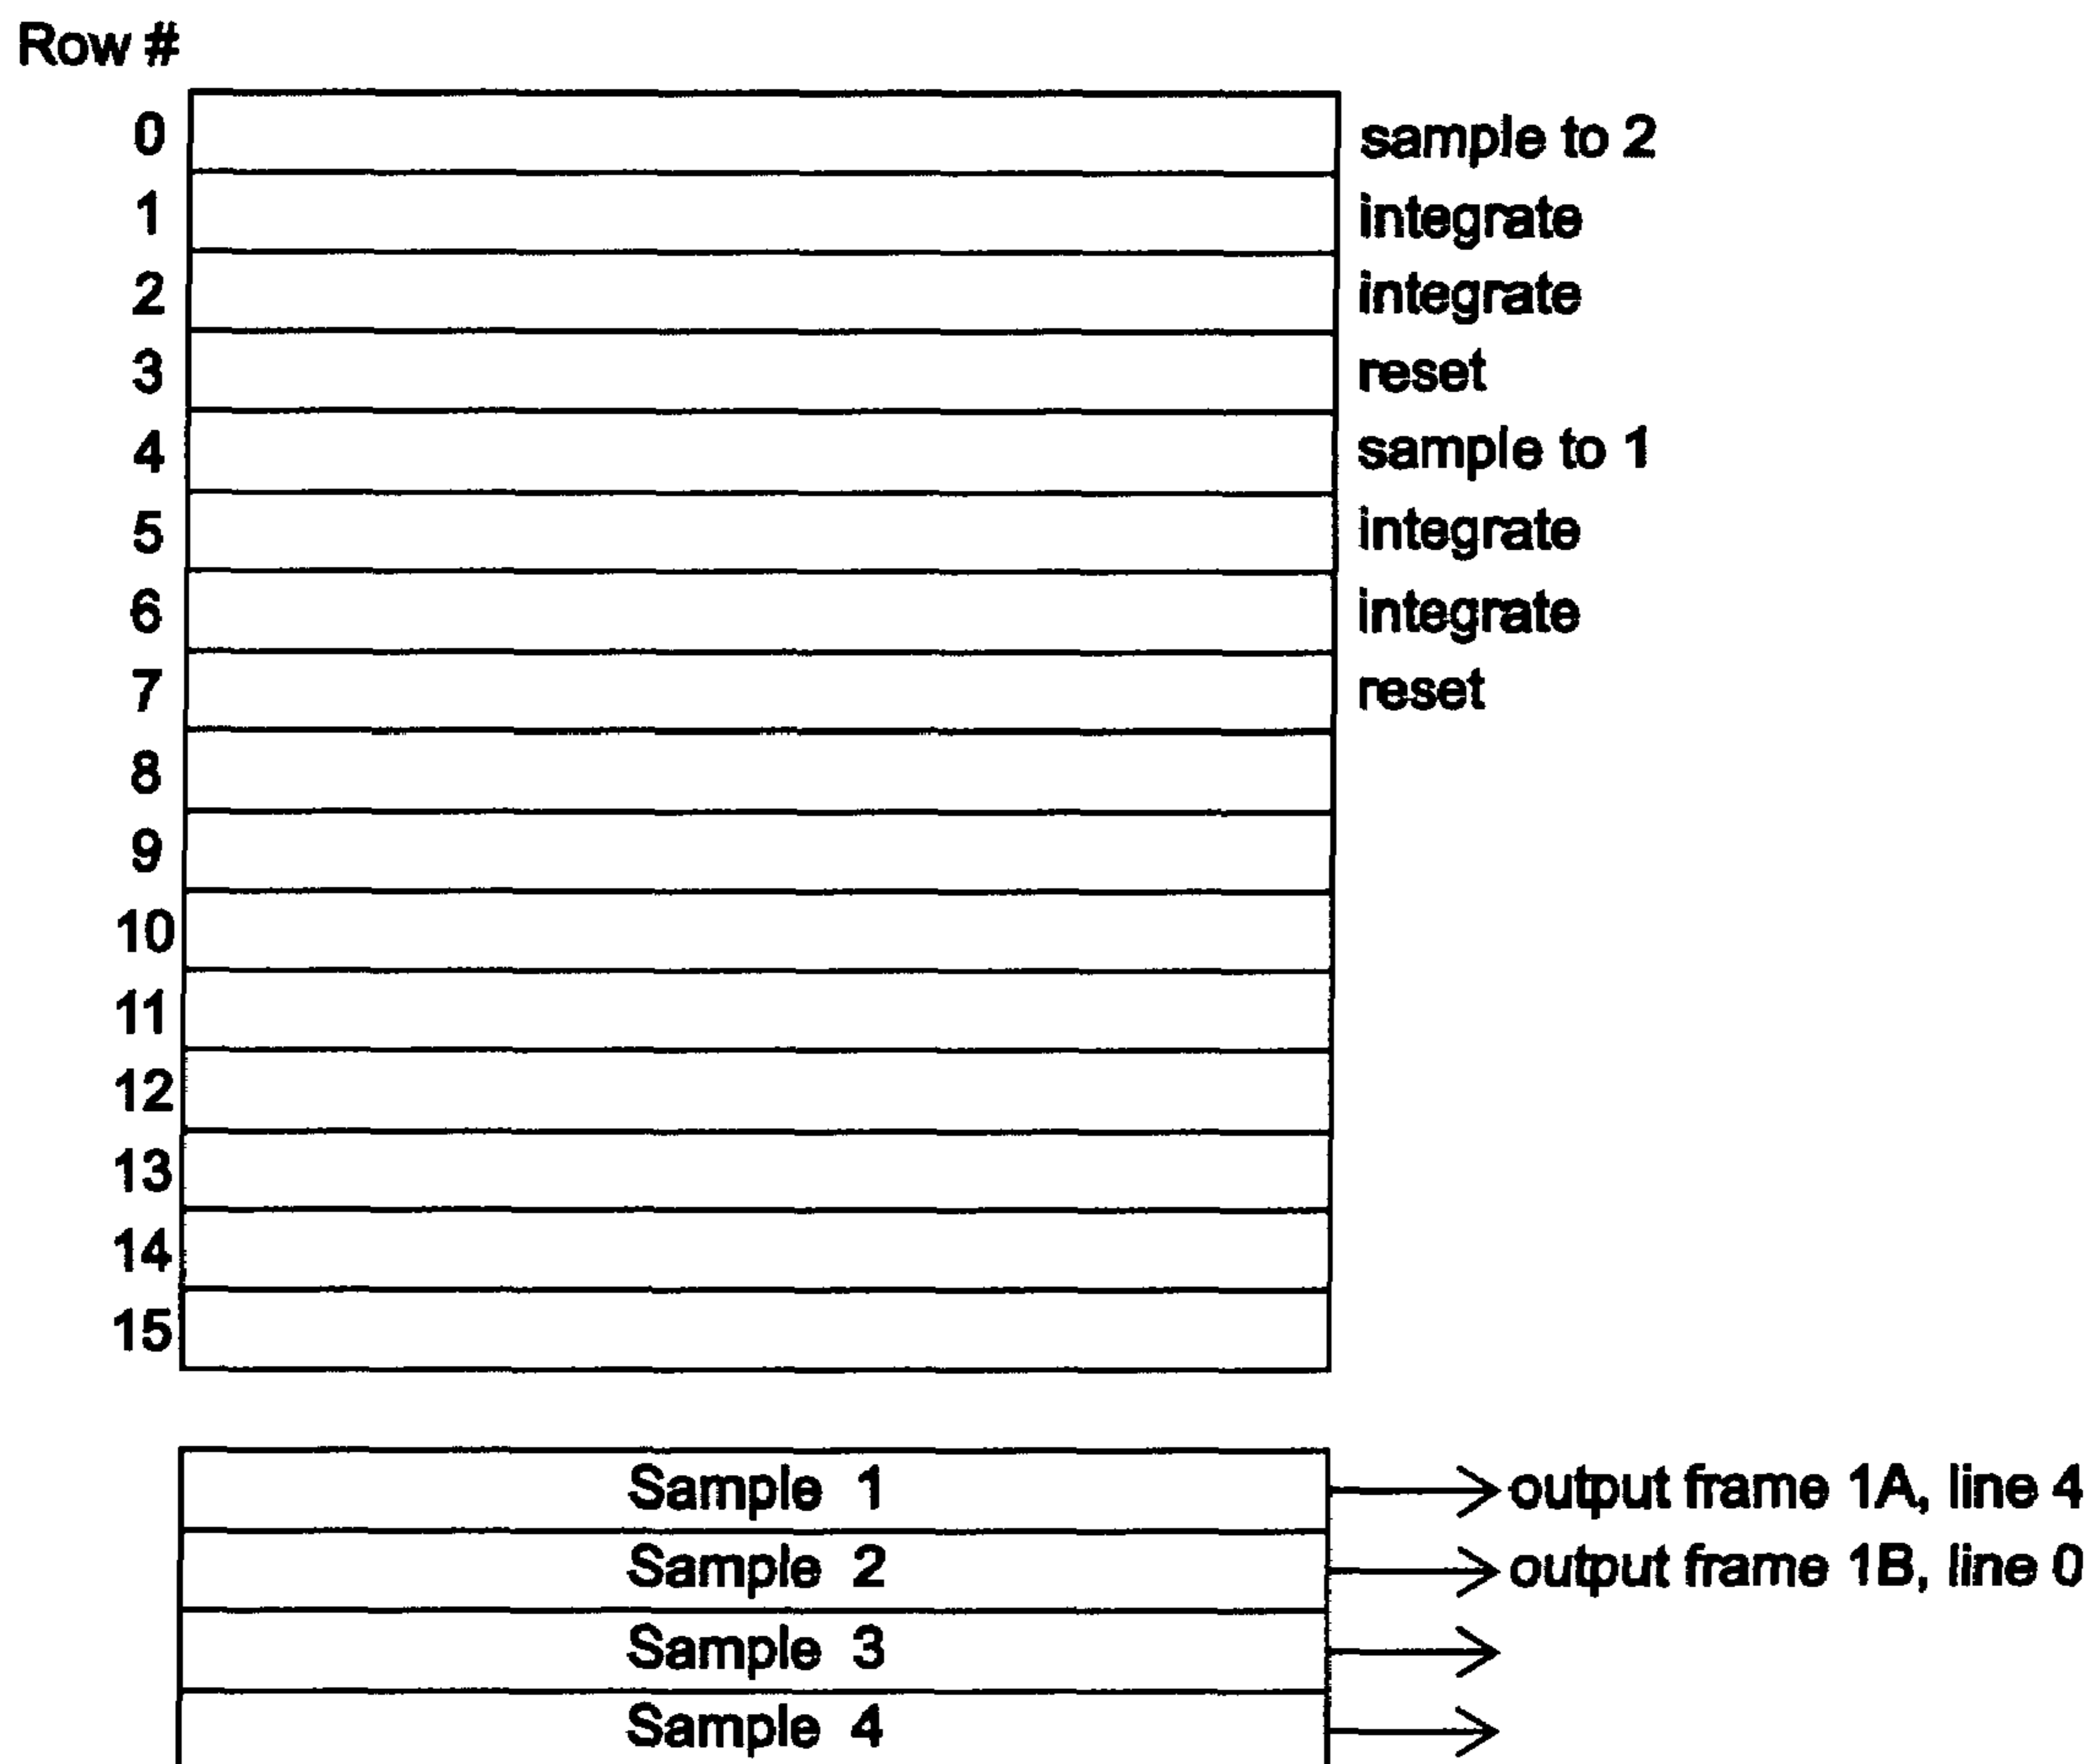 Row #
0 sample to 2
1 integrate
2 integrate
3 reset
4 sample to 1
5 integrate
6 integrate
7 reset
8
9
10
11
12
13
14
15
Sample 1 output frame 1A, line 4
Sample 2 output frame 1B, line 0
Sample 3
Sample 4